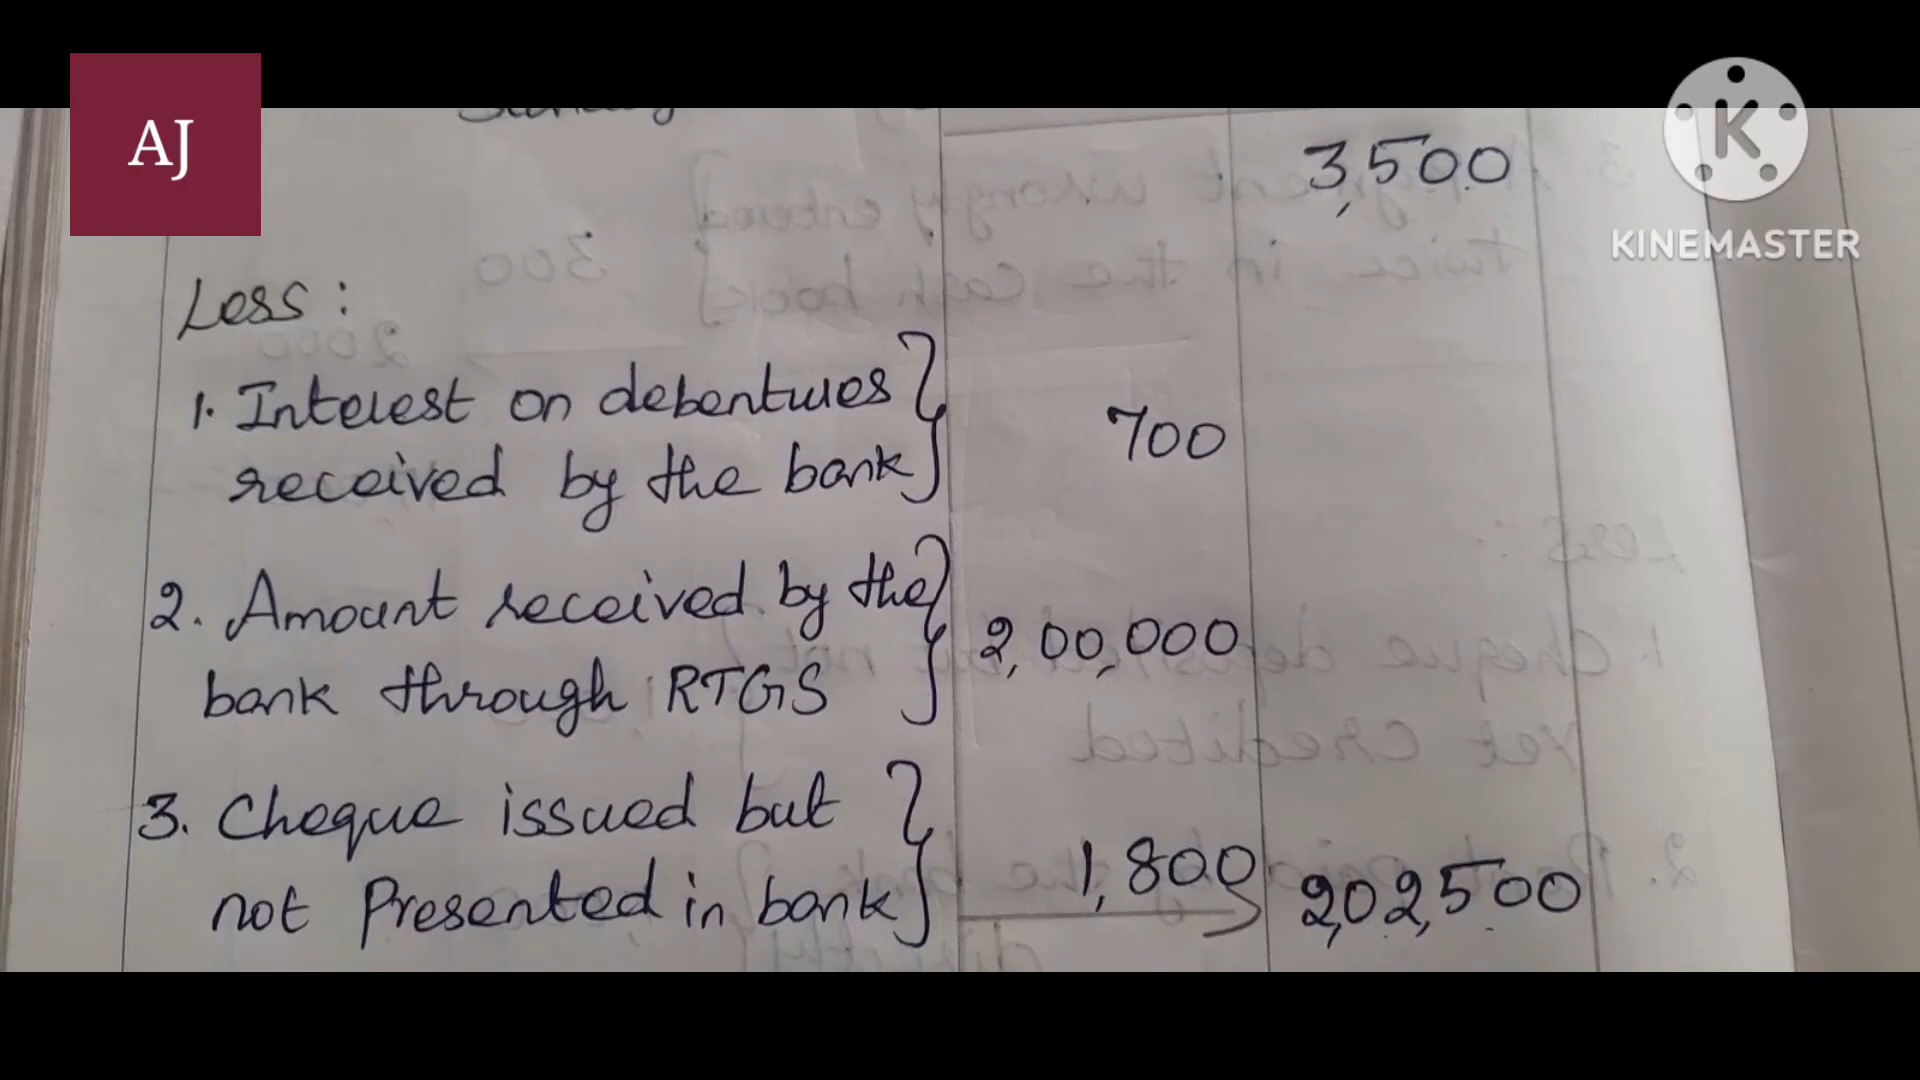 AJ
KINEMASTER
3,500
Less:
1. Interest on debentures
received by the bank 700
2. Amount received by the
bank through RTGS 2,00,000
3. Cheque issued but
not Presented in bank 1,800 2,02,500